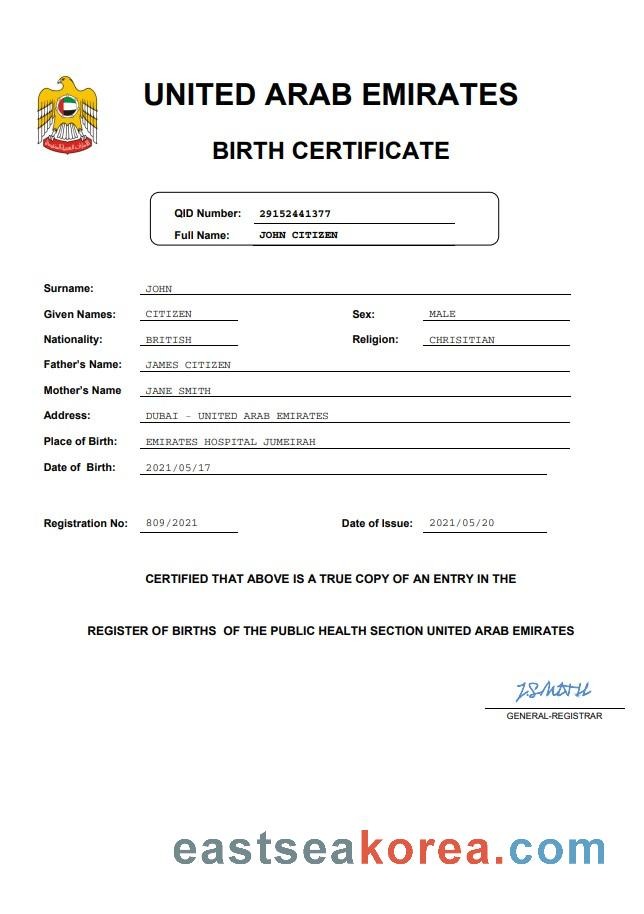 UNITED ARAB EMIRATES
BIRTH CERTIFICATE
QID Number: 29152441377
Full Name: JOHN CITIZEN
Surname: JOHN
Given Names: CITIZEN Sex: MALE
Nationality: BRITISH Religion: CHRISITIAN
Father's Name: JAMES CITIZEN
Mother's Name JANE SMITH
Address: DUBAI - UNITED ARAB EMIRATES
Place of Birth: EMIRATES HOSPITAL JUMEIRAH
Date of Birth: 2021/05/17
Registration No: 809/2021 Date of Issue: 2021/05/20
CERTIFIED THAT ABOVE IS A TRUE COPY OF AN ENTRY IN THE
REGISTER OF BIRTHS OF THE PUBLIC HEALTH SECTION UNITED ARAB EMIRATES
J.SMITH
GENERAL-REGISTRAR
eastseakorea.com